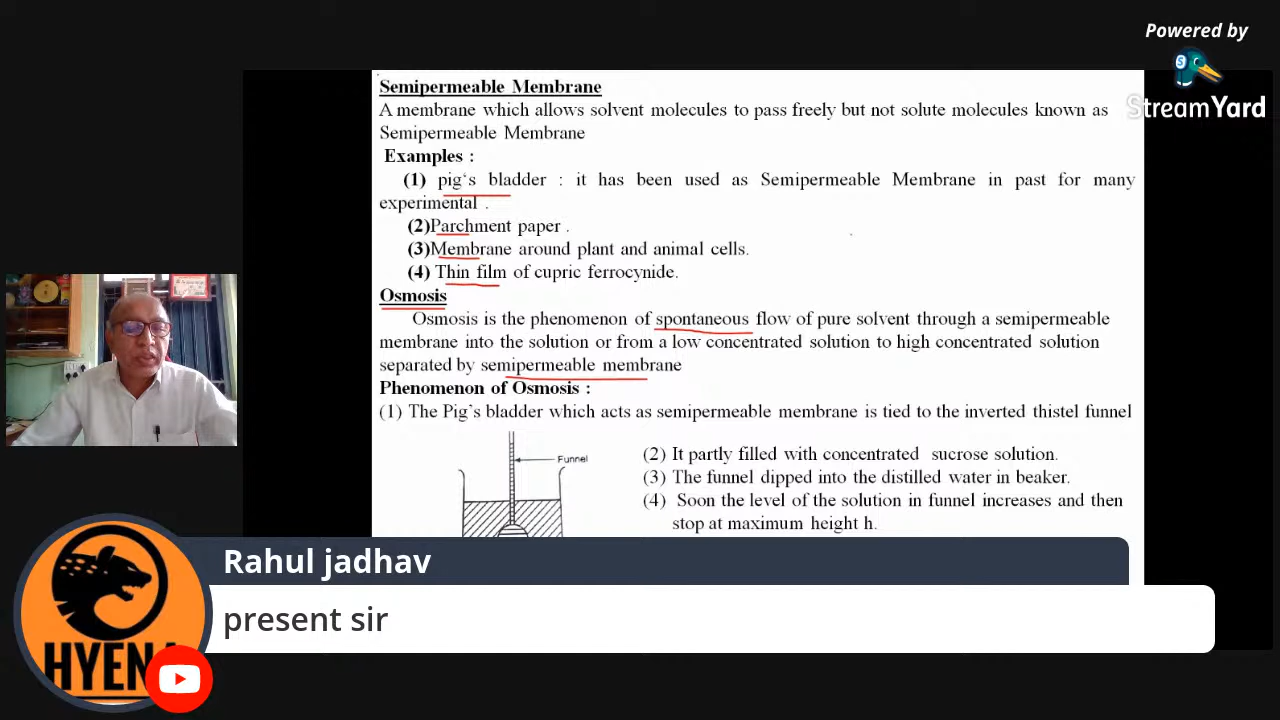 Powered by
StreamYard
Semipermeable Membrane
A membrane which allows solvent molecules to pass freely but not solute molecules known as
Semipermeable Membrane
Examples :
(1) pig‘s bladder : it has been used as Semipermeable Membrane in past for many
experimental .
(2)Parchment paper .
(3)Membrane around plant and animal cells.
(4) Thin film of cupric ferrocynide.
Osmosis
Osmosis is the phenomenon of spontaneous flow of pure solvent through a semipermeable
membrane into the solution or from a low concentrated solution to high concentrated solution
separated by semipermeable membrane
Phenomenon of Osmosis :
(1) The Pig’s bladder which acts as semipermeable membrane is tied to the inverted thistel funnel
Funnel
(2) It partly filled with concentrated sucrose solution.
(3) The funnel dipped into the distilled water in beaker.
(4) Soon the level of the solution in funnel increases and then
stop at maximum height h.
Rahul jadhav
present sir
HYENA